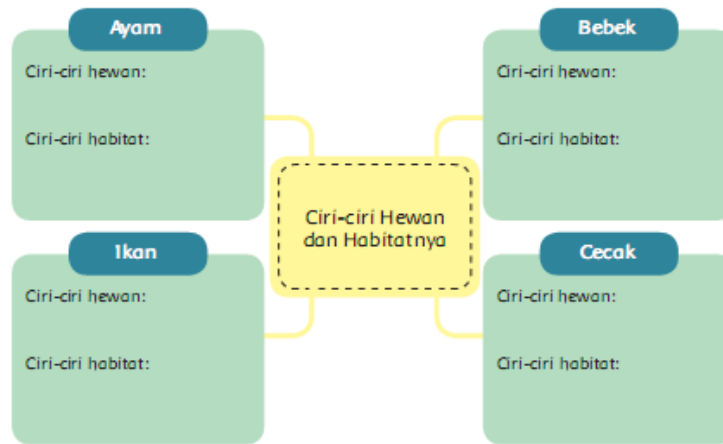 Ayam
Ciri-ciri hewan:
Ciri-ciri habitat:
Bebek
Ciri-ciri hewan:
Ciri-ciri habitat:
Ciri-ciri Hewan
dan Habitatnya
Ikan
Ciri-ciri hewan:
Ciri-ciri habitat:
Cecak
Ciri-ciri hewan:
Ciri-ciri habitat: